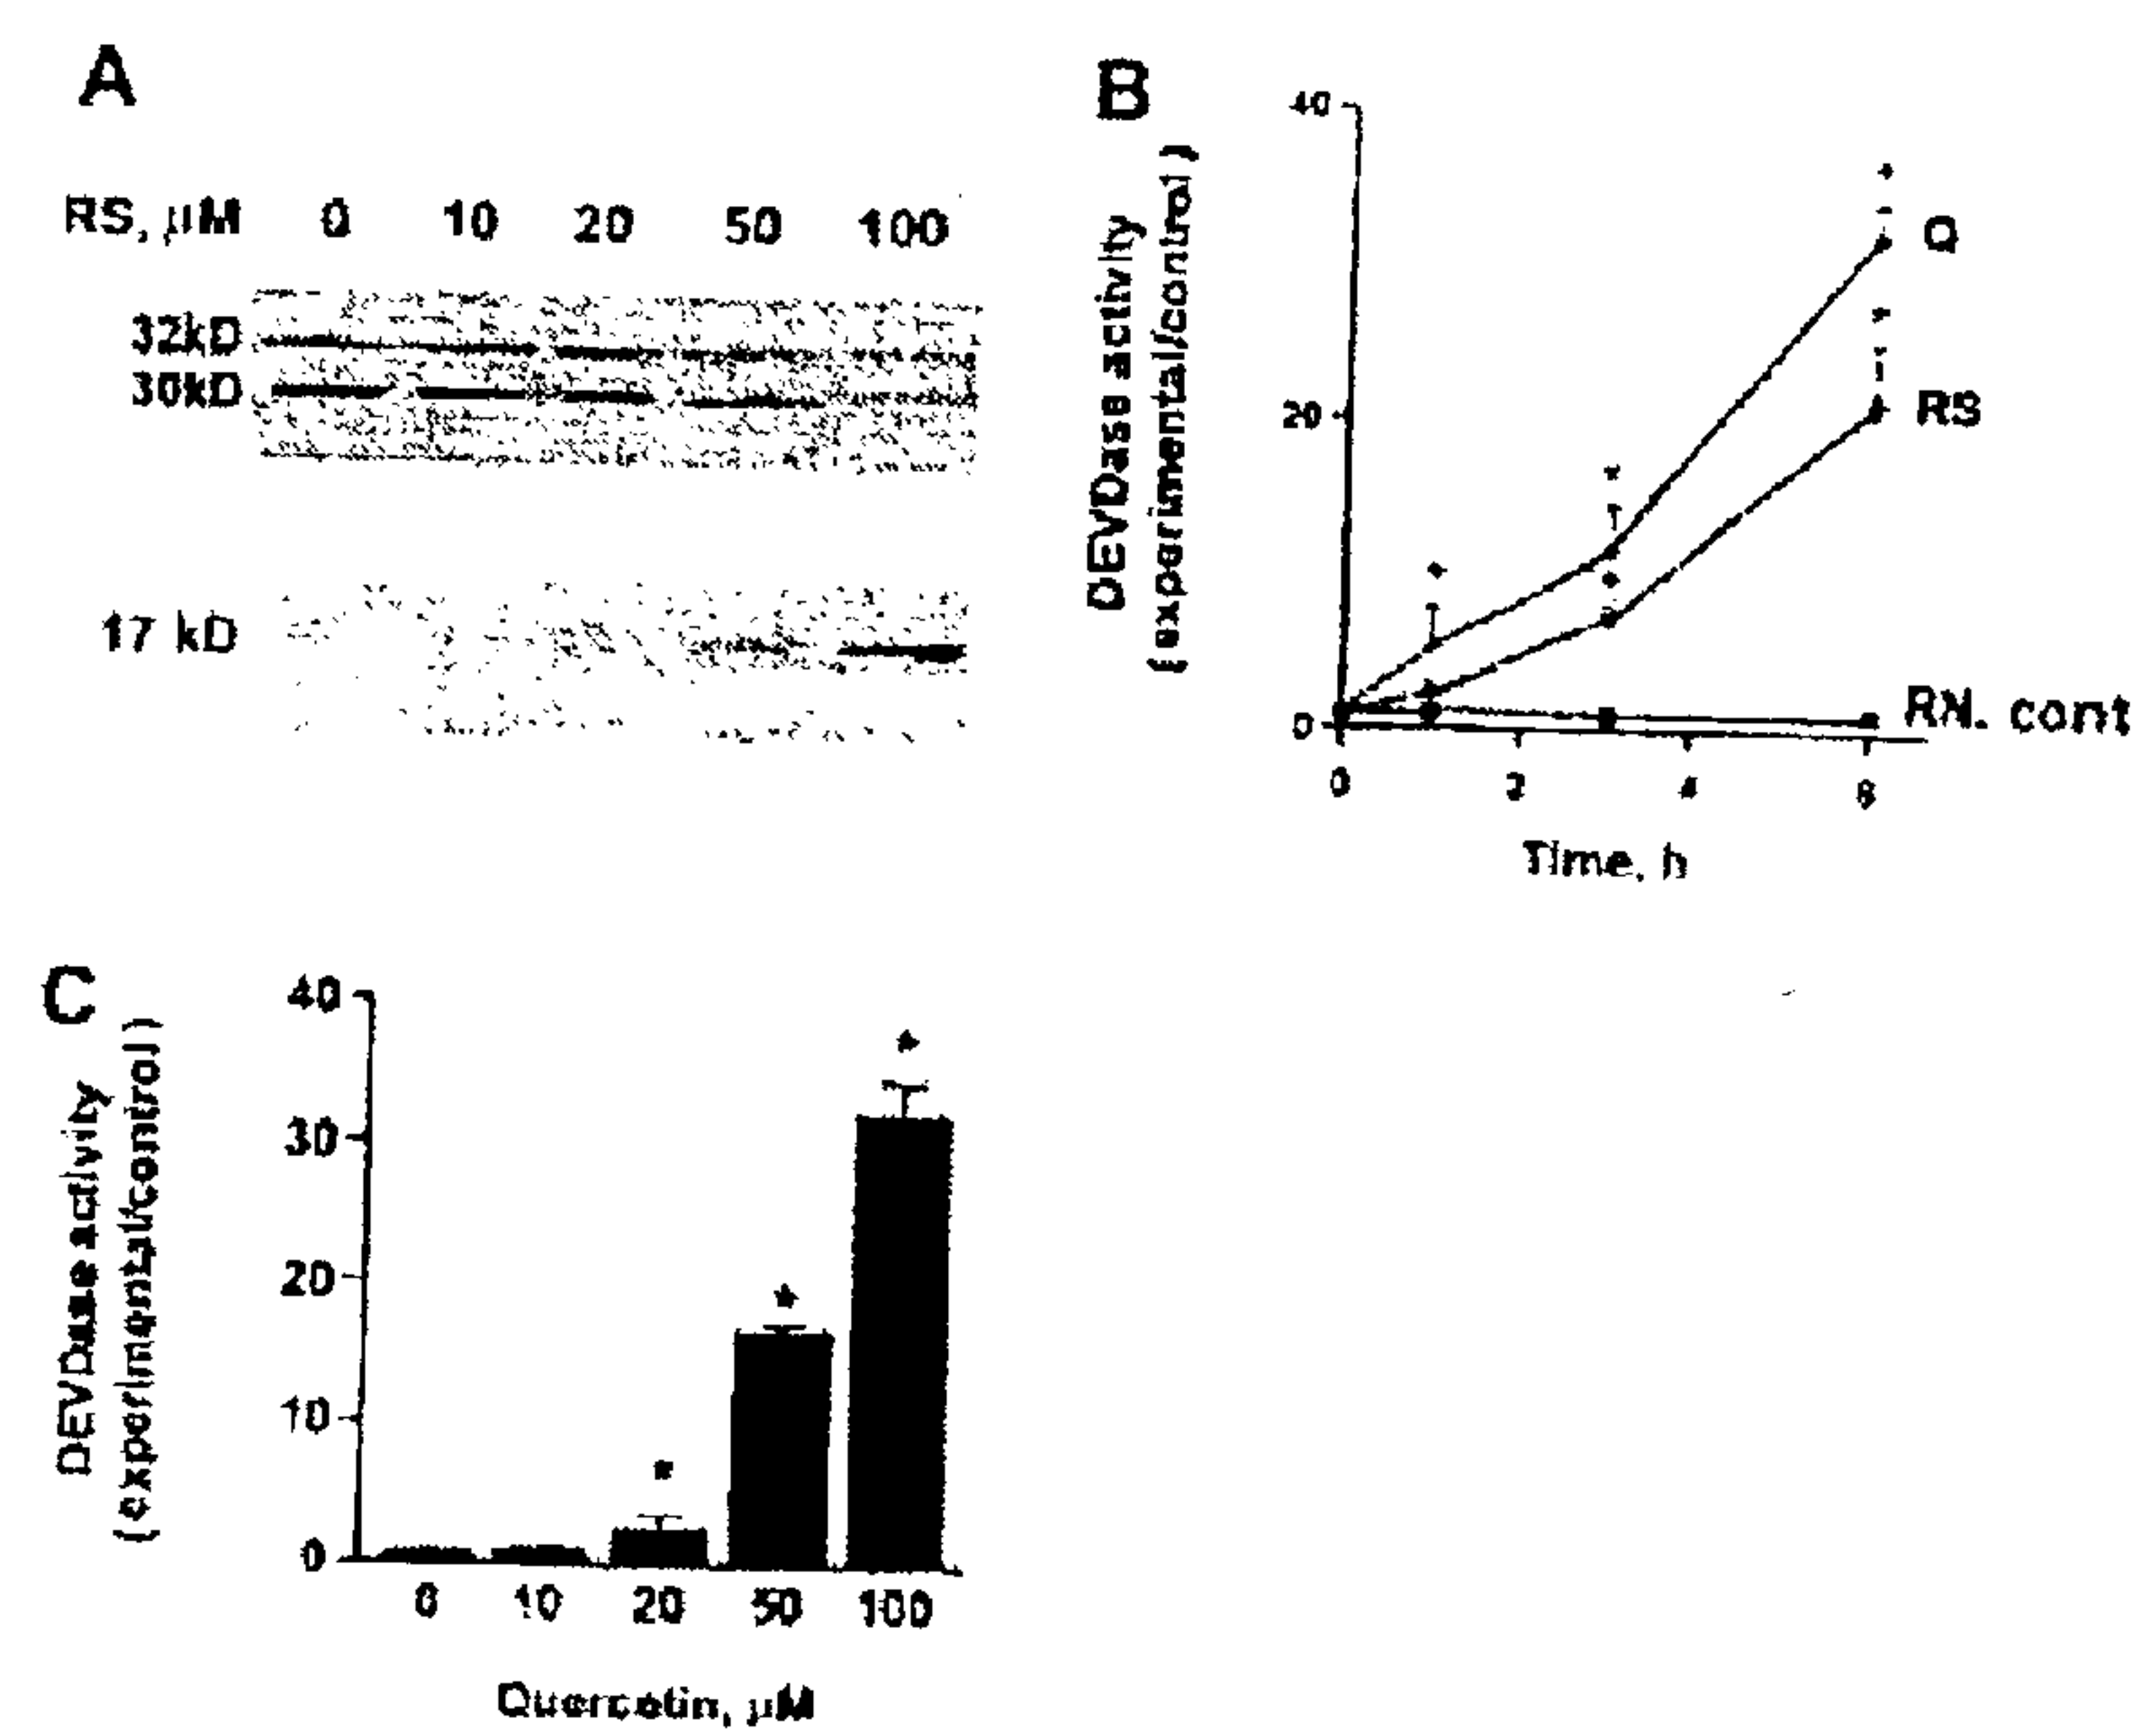 A
RS, μM 0 10 20 50 100
32kD
30kD
17 kD
B
DEVDase activity
(experimental/control)
40
20
0
0 2 4 6
Time, h
Q
RS
RN. cont
C
DEVDase activity
(experimental/control)
40
30
20
10
0
0 10 20 50 100
Quercetin, μM